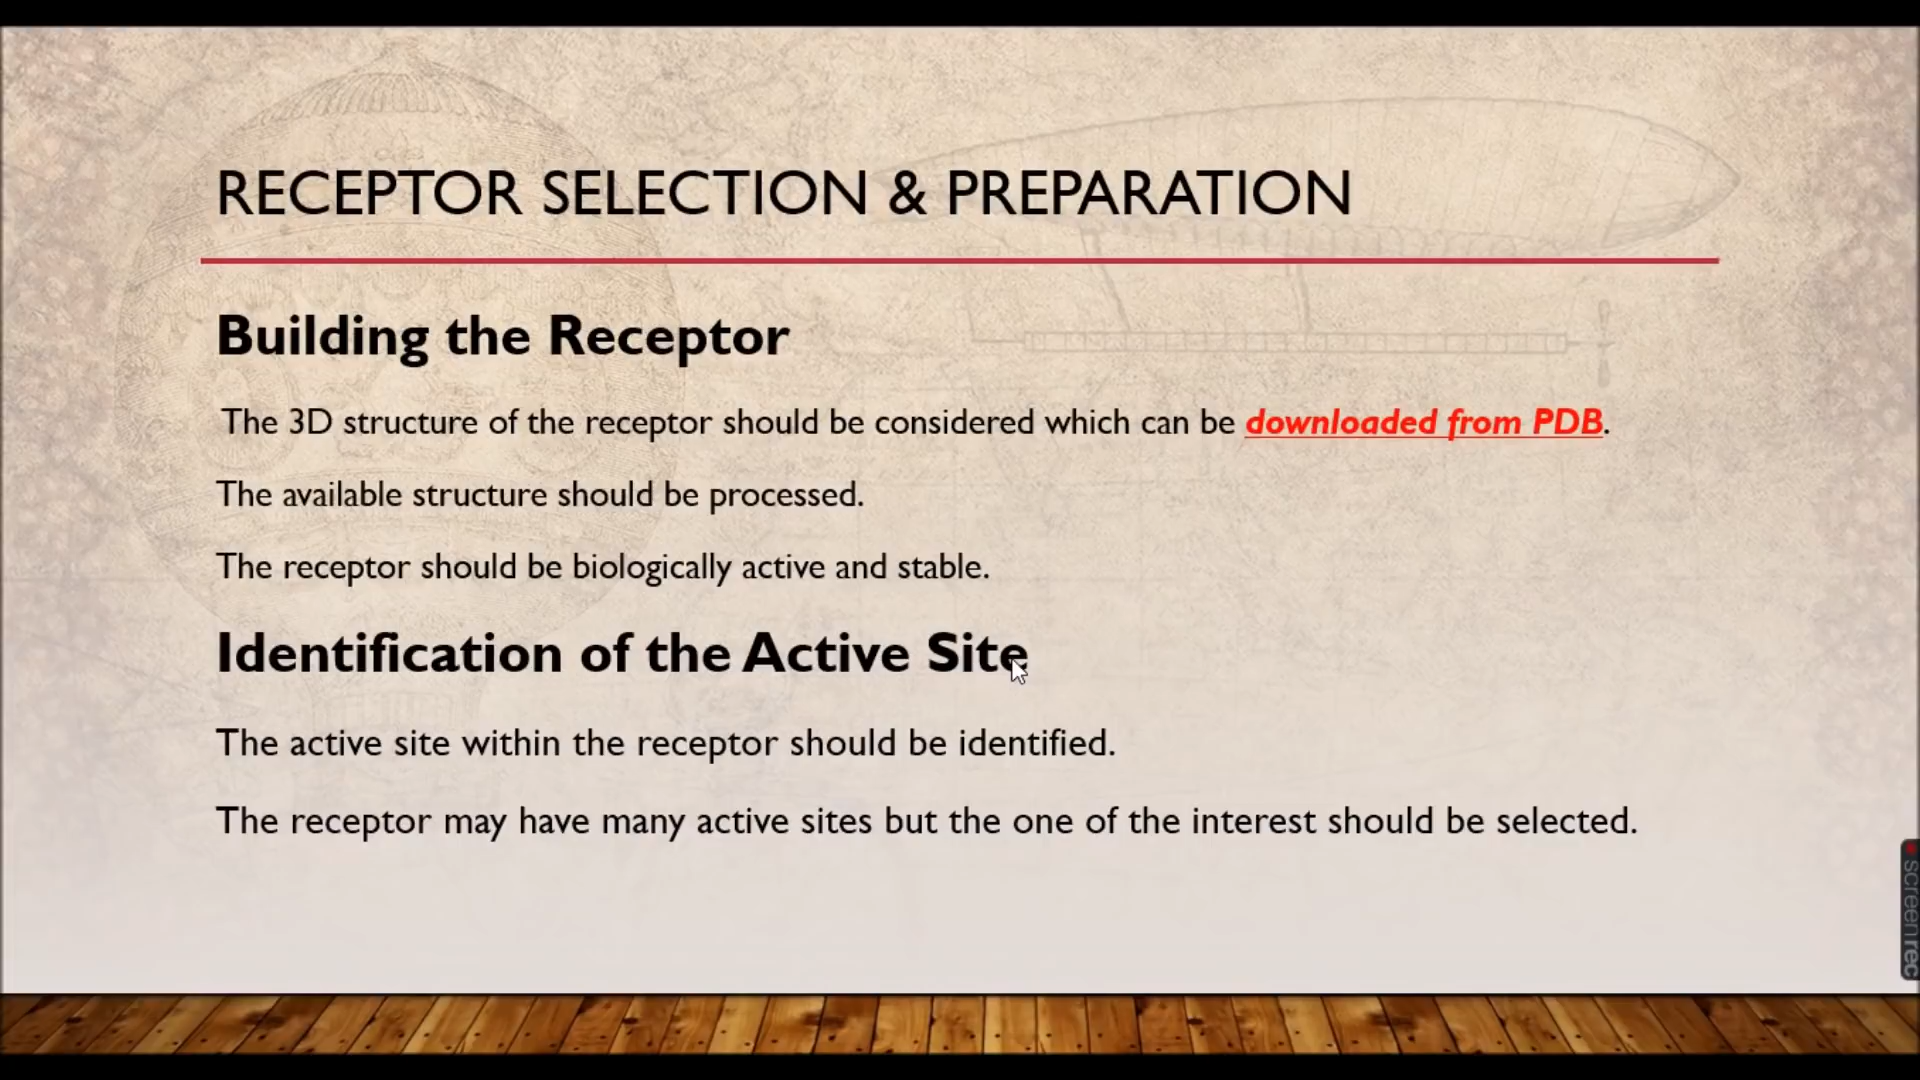 RECEPTOR SELECTION & PREPARATION
Building the Receptor
The 3D structure of the receptor should be considered which can be downloaded from PDB.
The available structure should be processed.
The receptor should be biologically active and stable.
Identification of the Active Site
The active site within the receptor should be identified.
The receptor may have many active sites but the one of the interest should be selected.
screenrec